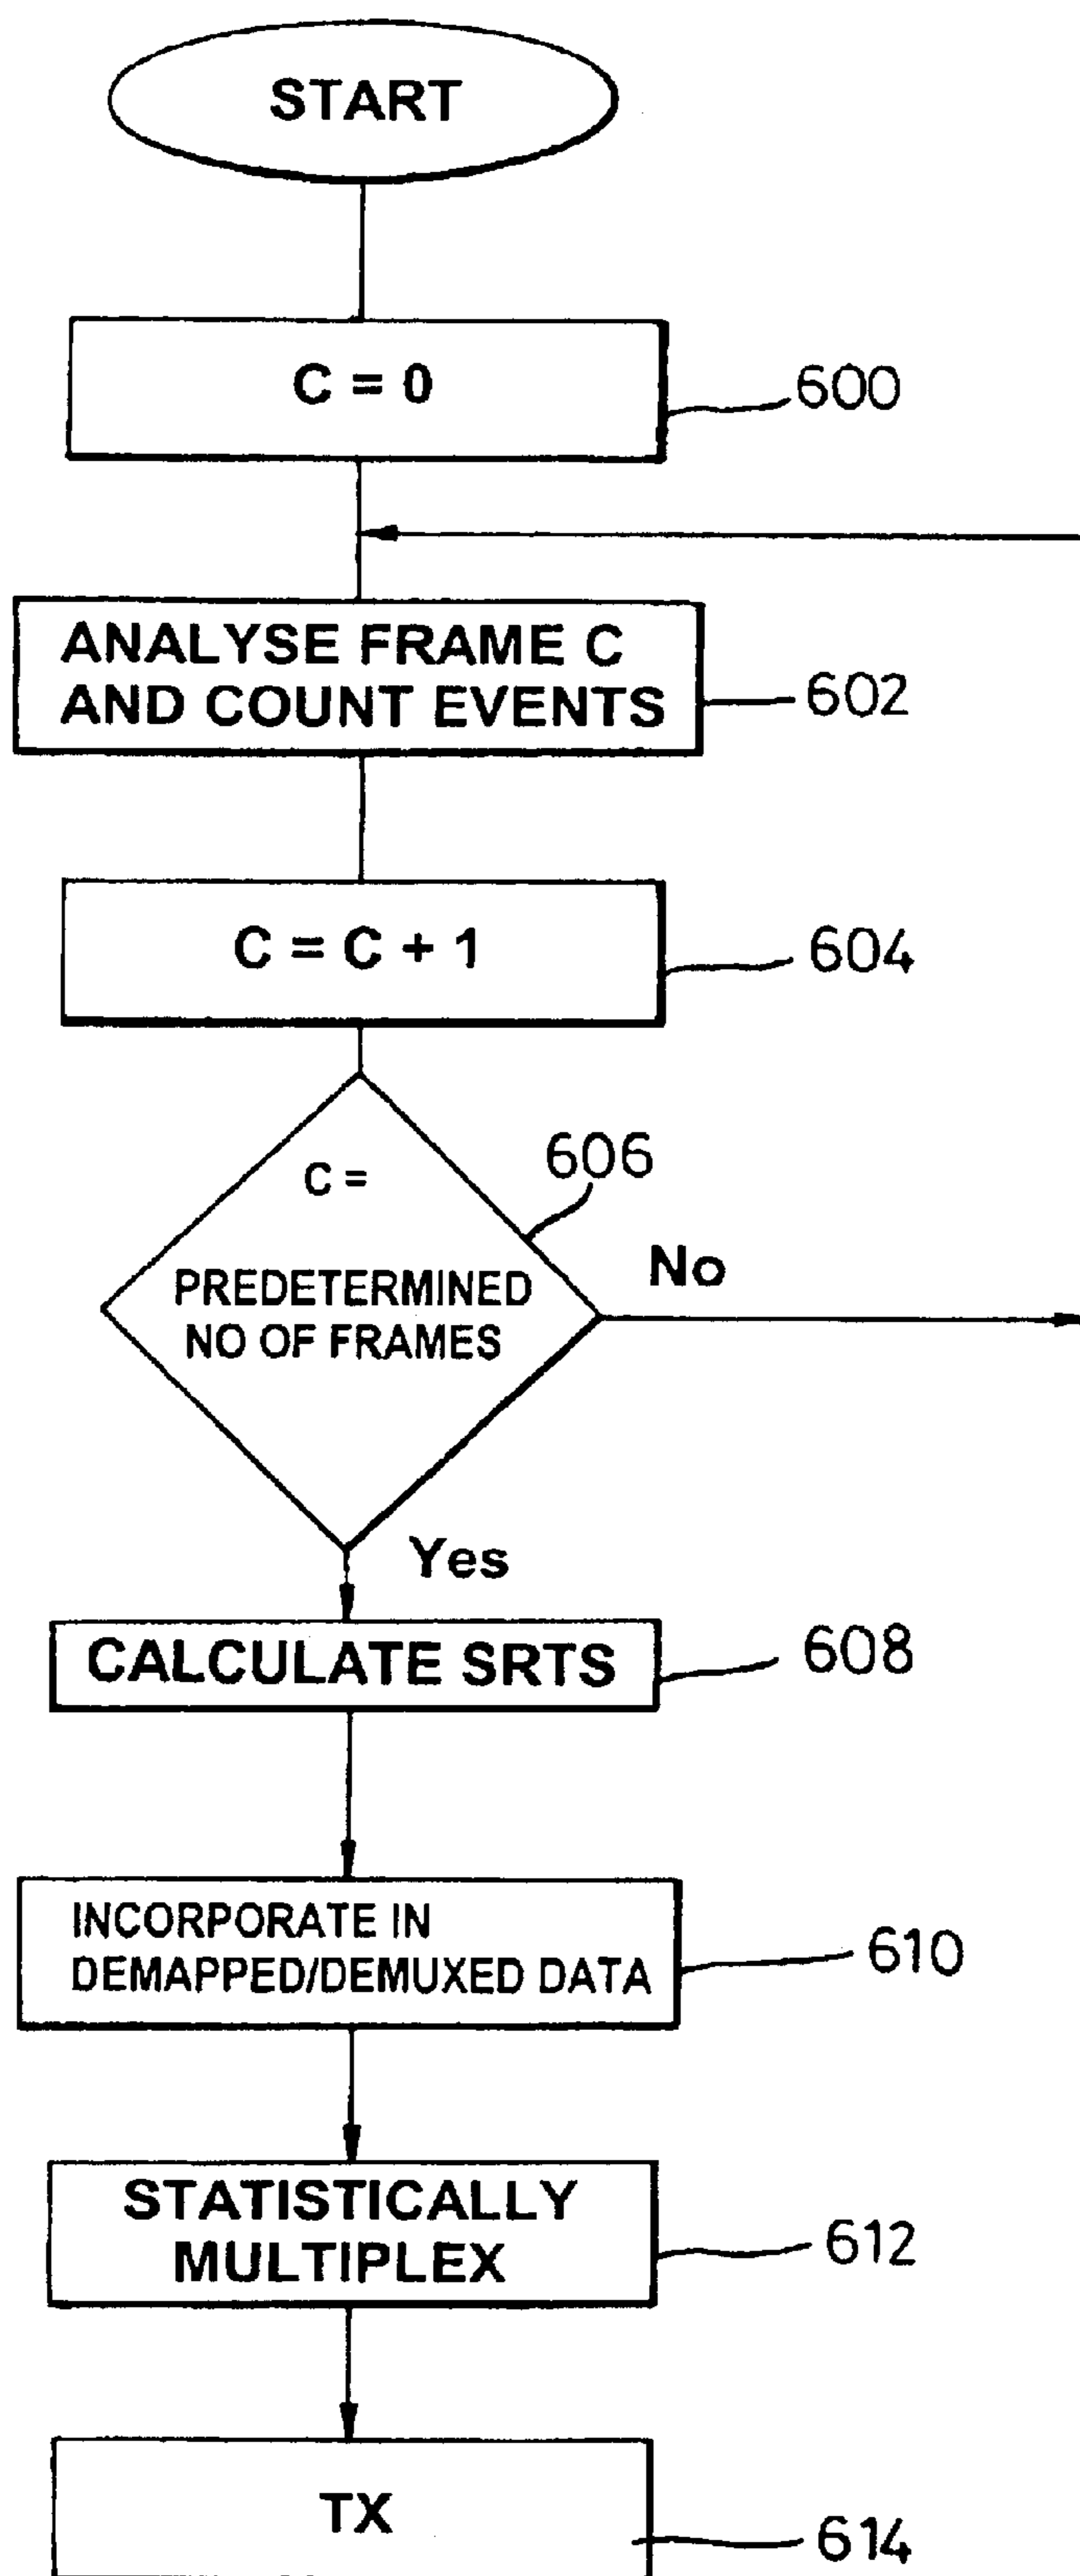 START
C = 0
600
ANALYSE FRAME C
AND COUNT EVENTS
602
C = C + 1
604
606
C =
PREDETERMINED
NO OF FRAMES
No
Yes
CALCULATE SRTS
608
INCORPORATE IN
DEMAPPED/DEMUXED DATA
610
STATISTICALLY
MULTIPLEX
612
TX
614